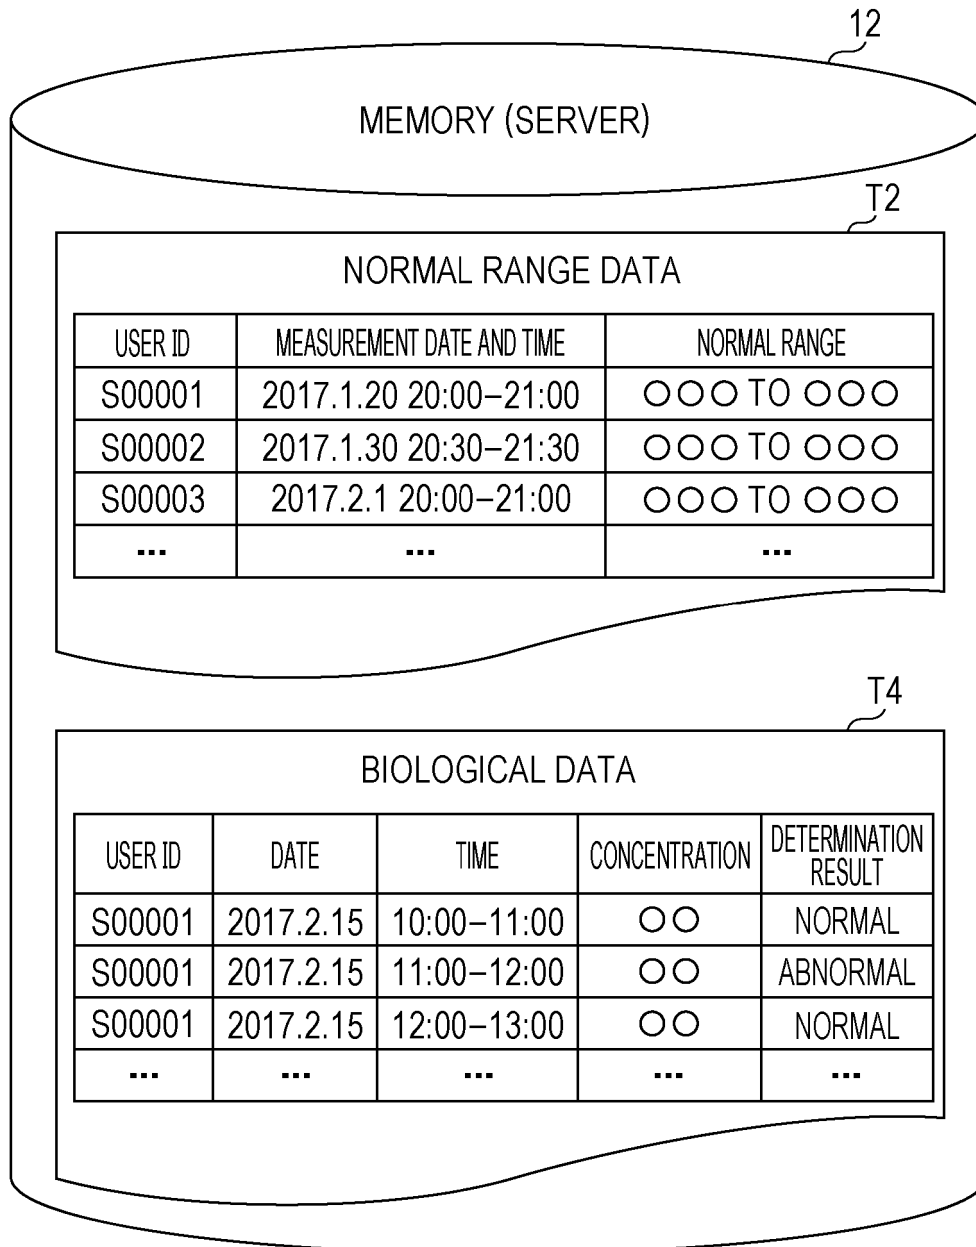 12
MEMORY (SERVER)
T2
NORMAL RANGE DATA
USER ID MEASUREMENT DATE AND TIME NORMAL RANGE
S00001 2017.1.20 20:00–21:00 ○○○ TO ○○○
S00002 2017.1.30 20:30–21:30 ○○○ TO ○○○
S00003 2017.2.1 20:00–21:00 ○○○ TO ○○○
... ... ...
T4
BIOLOGICAL DATA
USER ID DATE TIME CONCENTRATION DETERMINATION RESULT
S00001 2017.2.15 10:00–11:00 ○○ NORMAL
S00001 2017.2.15 11:00–12:00 ○○ ABNORMAL
S00001 2017.2.15 12:00–13:00 ○○ NORMAL
... ... ... ... ...